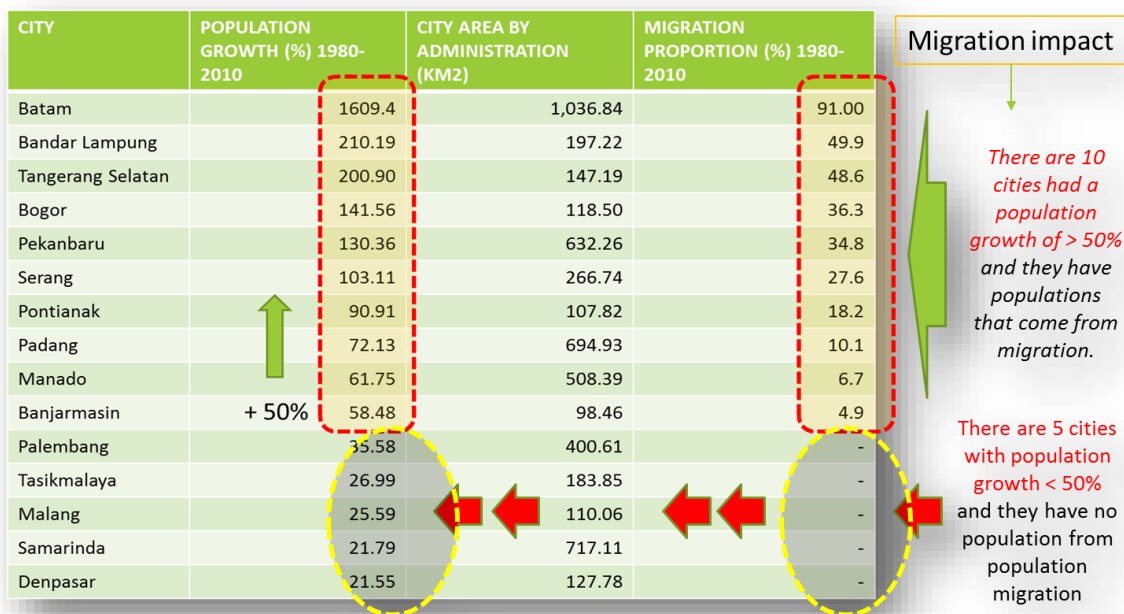 CITY POPULATION CITY AREA BY MIGRATION
GROWTH (%) 1980- ADMINISTRATION PROPORTION (%) 1980-
2010 (KM2) 2010
Batam 1609.4 1,036.84 91.00
Bandar Lampung 210.19 197.22 49.9
Tangerang Selatan 200.90 147.19 48.6
Bogor 141.56 118.50 36.3
Pekanbaru 130.36 632.26 34.8
Serang 103.11 266.74 27.6
Pontianak 90.91 107.82 18.2
Padang 72.13 694.93 10.1
Manado 61.75 508.39 6.7
Banjarmasin + 50% 58.48 98.46 4.9
Palembang 35.58 400.61 -
Tasikmalaya 26.99 183.85 -
Malang 25.59 110.06 -
Samarinda 21.79 717.11 -
Denpasar 21.55 127.78 -
Migration impact
There are 10
cities had a
population
growth of > 50%
and they have
populations
that come from
migration.
There are 5 cities
with population
growth < 50%
and they have no
population from
population
migration